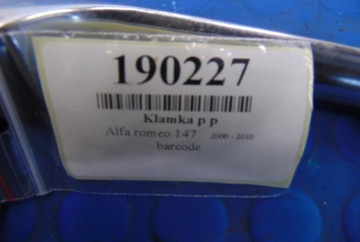 190227
Klamka p p
Alfa romeo 147 2000 - 2010
barcode